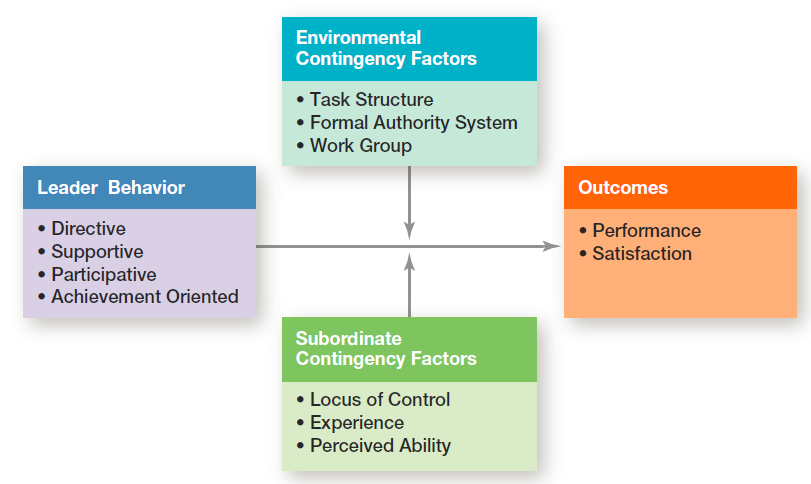 Environmental
Contingency Factors
• Task Structure
• Formal Authority System
• Work Group
Leader Behavior
• Directive
• Supportive
• Participative
• Achievement Oriented
Outcomes
• Performance
• Satisfaction
Subordinate
Contingency Factors
• Locus of Control
• Experience
• Perceived Ability